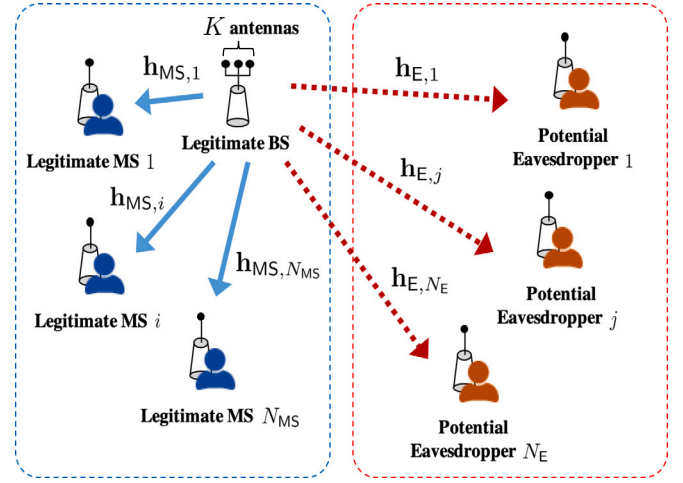 K antennas
h_MS,1
Legitimate MS 1
Legitimate BS
h_MS,i
Legitimate MS i
h_MS,N_MS
Legitimate MS N_MS
h_E,1
Potential
Eavesdropper 1
h_E,j
Potential
Eavesdropper j
h_E,N_E
Potential
Eavesdropper N_E